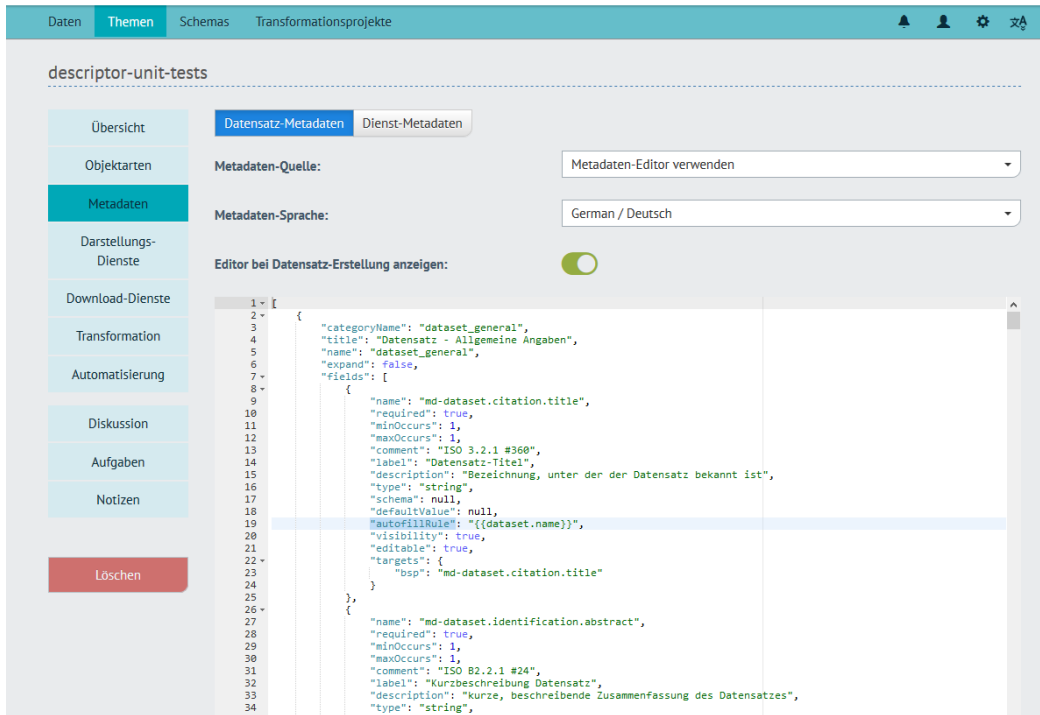 Daten Themen Schemas Transformationsprojekte
descriptor-unit-tests
Übersicht
Objektarten
Metadaten
Darstellungs-
Dienste
Download-Dienste
Transformation
Automatisierung
Diskussion
Aufgaben
Notizen
Löschen
Datensatz-Metadaten Dienst-Metadaten
Metadaten-Quelle: Metadaten-Editor verwenden
Metadaten-Sprache: German / Deutsch
Editor bei Datensatz-Erstellung anzeigen:
1 [
2 {
3 "categoryName": "dataset_general",
4 "title": "Datensatz - Allgemeine Angaben",
5 "name": "dataset_general",
6 "expand": false,
7 "fields": [
8 {
9 "name": "md-dataset.citation.title",
10 "required": true,
11 "minOccurs": 1,
12 "maxOccurs": 1,
13 "comment": "ISO 3.2.1 #360",
14 "label": "Datensatz-Titel",
15 "description": "Bezeichnung, unter der der Datensatz bekannt ist",
16 "type": "string",
17 "schema": null,
18 "defaultValue": null,
19 "autofillRule": "{{dataset.name}}",
20 "visibility": true,
21 "editable": true,
22 "targets": {
23 "bsp": "md-dataset.citation.title"
24 }
25 },
26 {
27 "name": "md-dataset.identification.abstract",
28 "required": true,
29 "minOccurs": 1,
30 "maxOccurs": 1,
31 "comment": "ISO B2.2.1 #24",
32 "label": "Kurzbeschreibung Datensatz",
33 "description": "kurze, beschreibende Zusammenfassung des Datensatzes",
34 "type": "string",